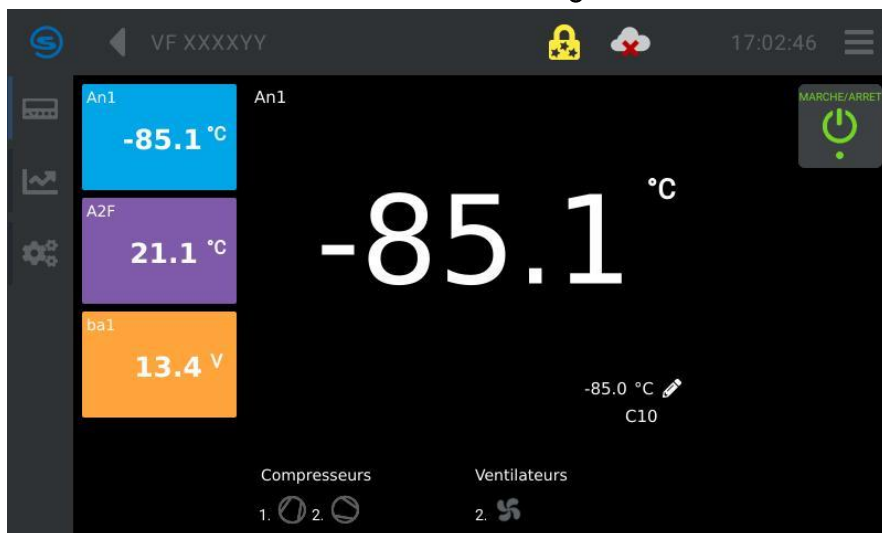 VF XXXXYY
17:02:46
MARCHE/ARRET
An1
-85.1 °C
A2F
21.1 °C
ba1
13.4 V
An1
-85.1 °C
-85.0 °C
C10
Compresseurs
1. 2.
Ventilateurs
2.